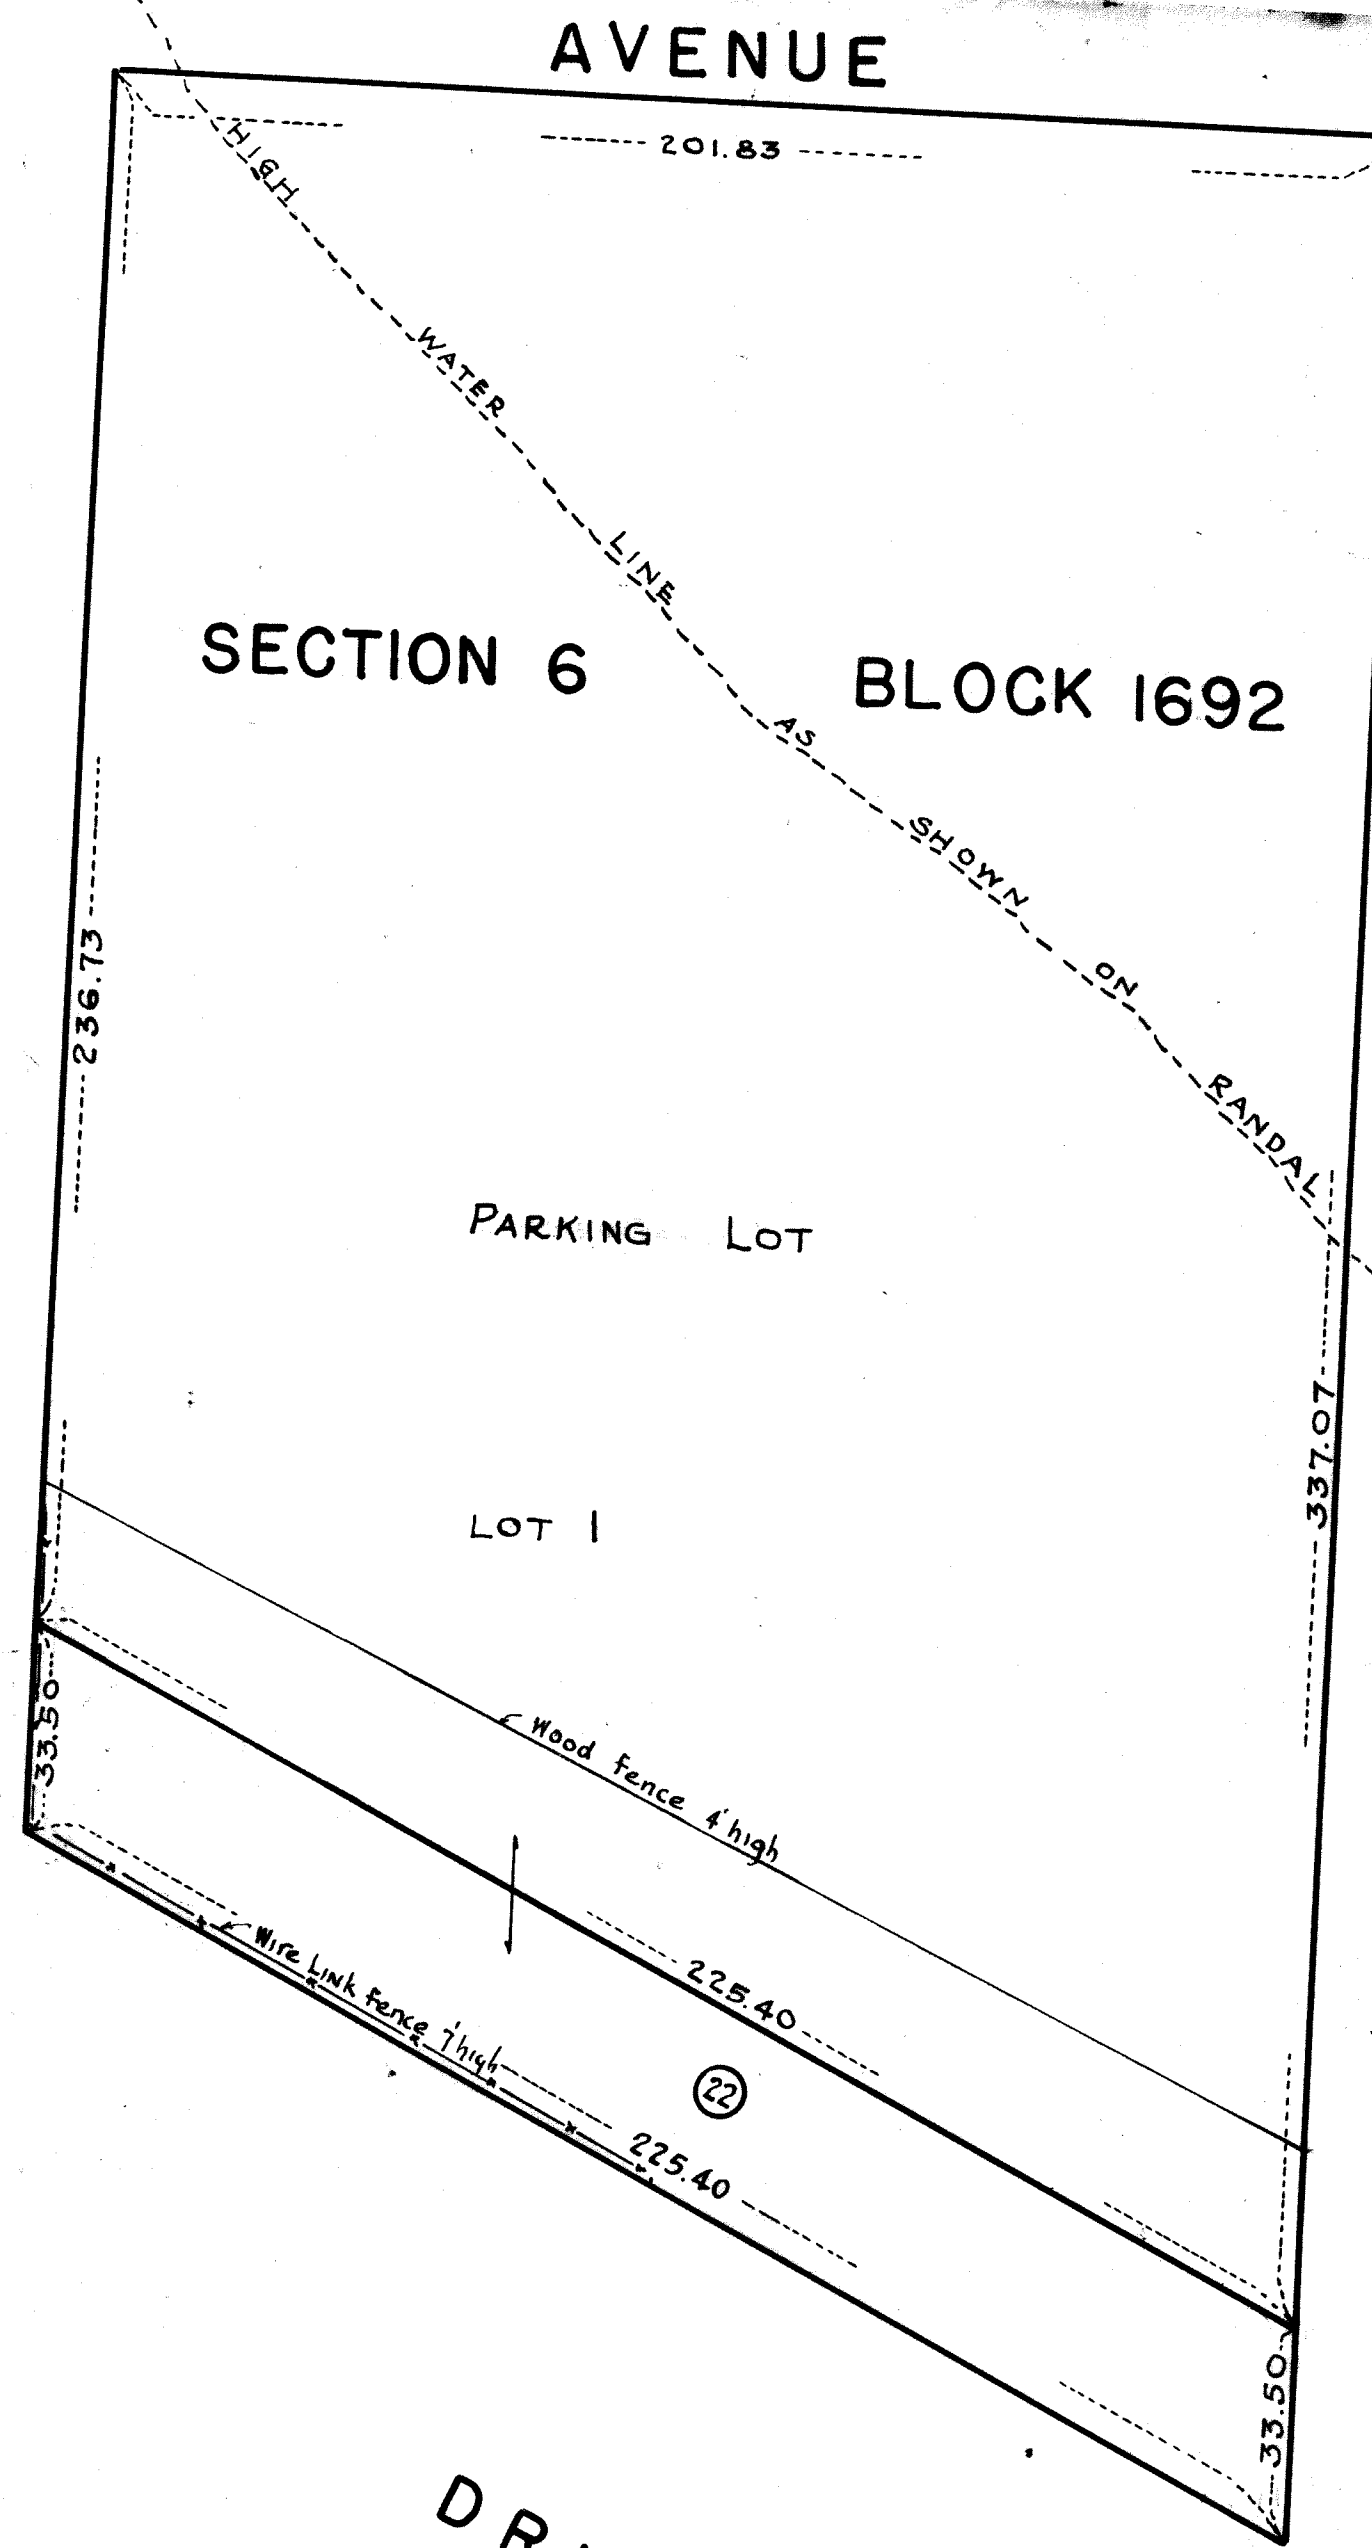 AVENUE
201.83
HIGH WATER LINE AS SHOWN ON RANDAL
SECTION 6
BLOCK 1692
236.73
PARKING LOT
337.07
LOT 1
33.50
Wood fence 4' high
Wire Link fence 7' high
225.40
22
225.40
33.50